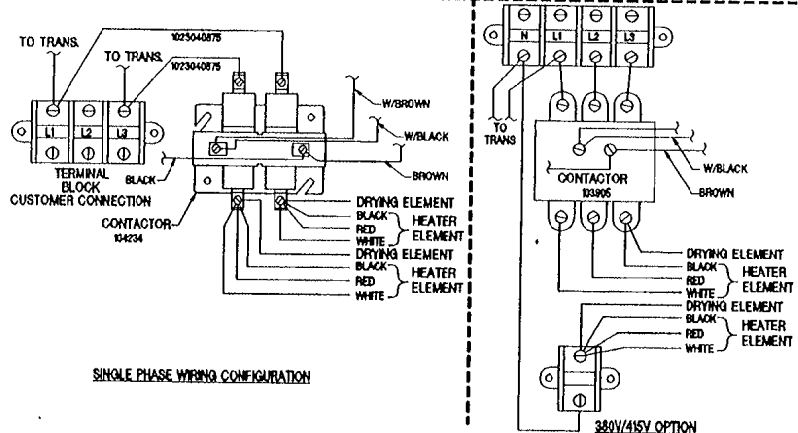 TO TRANS.
1023040875
TO TRANS.
1023040875
L1 L2 L3
TERMINAL
BLOCK
CUSTOMER CONNECTION
BLACK
W/BROWN
W/BLACK
BROWN
CONTACTOR
104234
DRYING ELEMENT
BLACK
RED
WHITE
HEATER
ELEMENT
DRYING ELEMENT
BLACK
RED
WHITE
HEATER
ELEMENT
SINGLE PHASE WIRING CONFIGURATION
N L1 L2 L3
TO
TRANS
W/BLACK
BROWN
CONTACTOR
103905
DRYING ELEMENT
BLACK
RED
WHITE
HEATER
ELEMENT
DRYING ELEMENT
BLACK
RED
WHITE
HEATER
ELEMENT
380V/415V OPTION